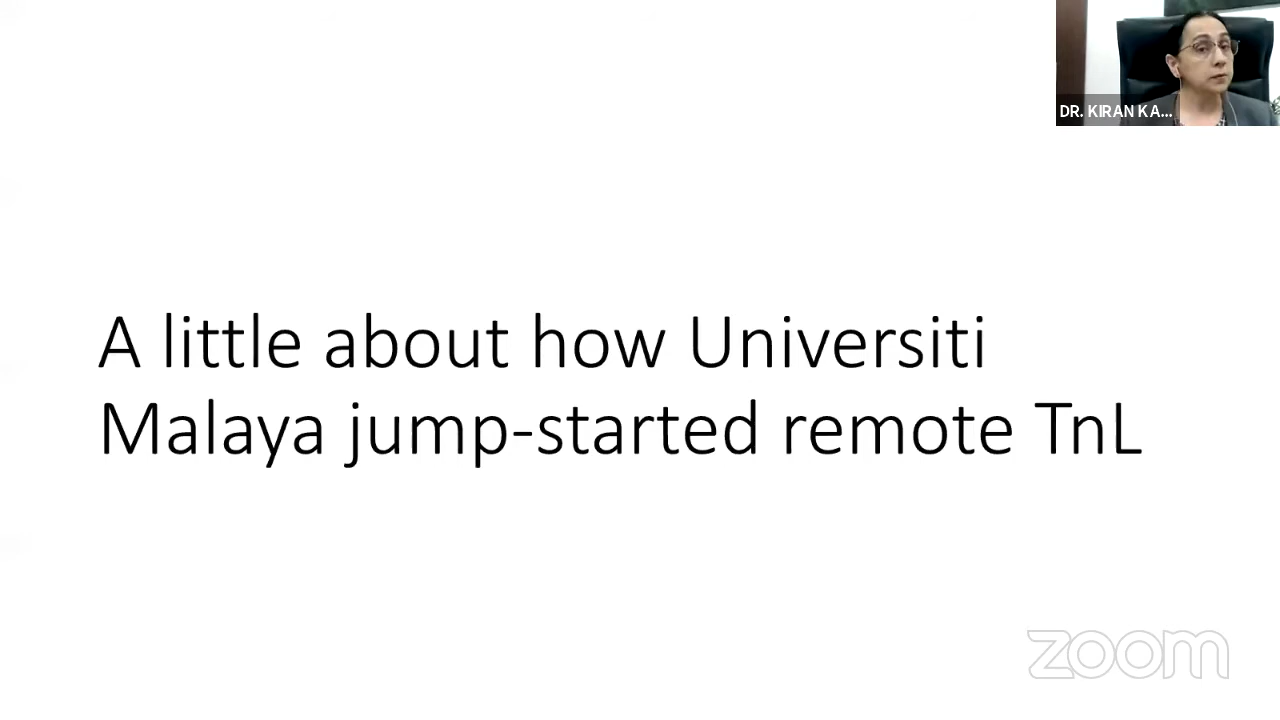 DR. KIRAN KA...
A little about how Universiti
Malaya jump-started remote TnL
zoom